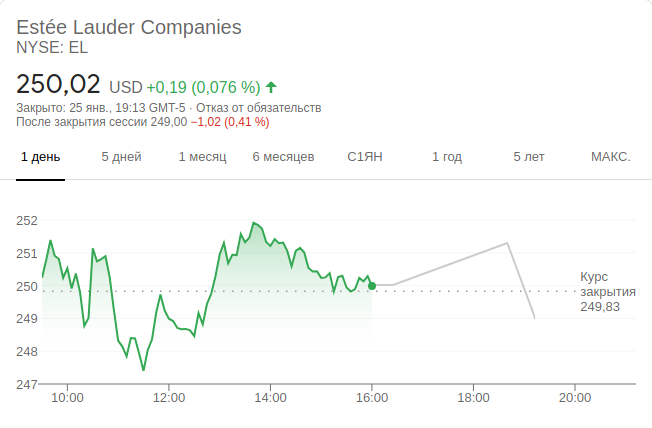 Estée Lauder Companies
NYSE: EL
250,02 USD +0,19 (0,076 %)
Закрыто: 25 янв., 19:13 GMT-5 · Отказ от обязательств
После закрытия сессии 249,00 −1,02 (0,41 %)
1 день 5 дней 1 месяц 6 месяцев С1ЯН 1 год 5 лет МАКС.
252
251
250
249
248
247
Курс
закрытия
249,83
10:00 12:00 14:00 16:00 18:00 20:00